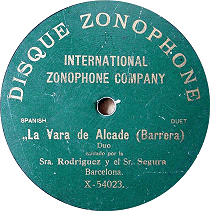 DISQUE ZONOPHONE
INTERNATIONAL
ZONOPHONE COMPANY
SPANISH DUET
„La Vara de Alcade (Barrera)
Duo
cantado por la
Sra. Rodriguez y el Sr. Segura
Barcelona.
X-54023.